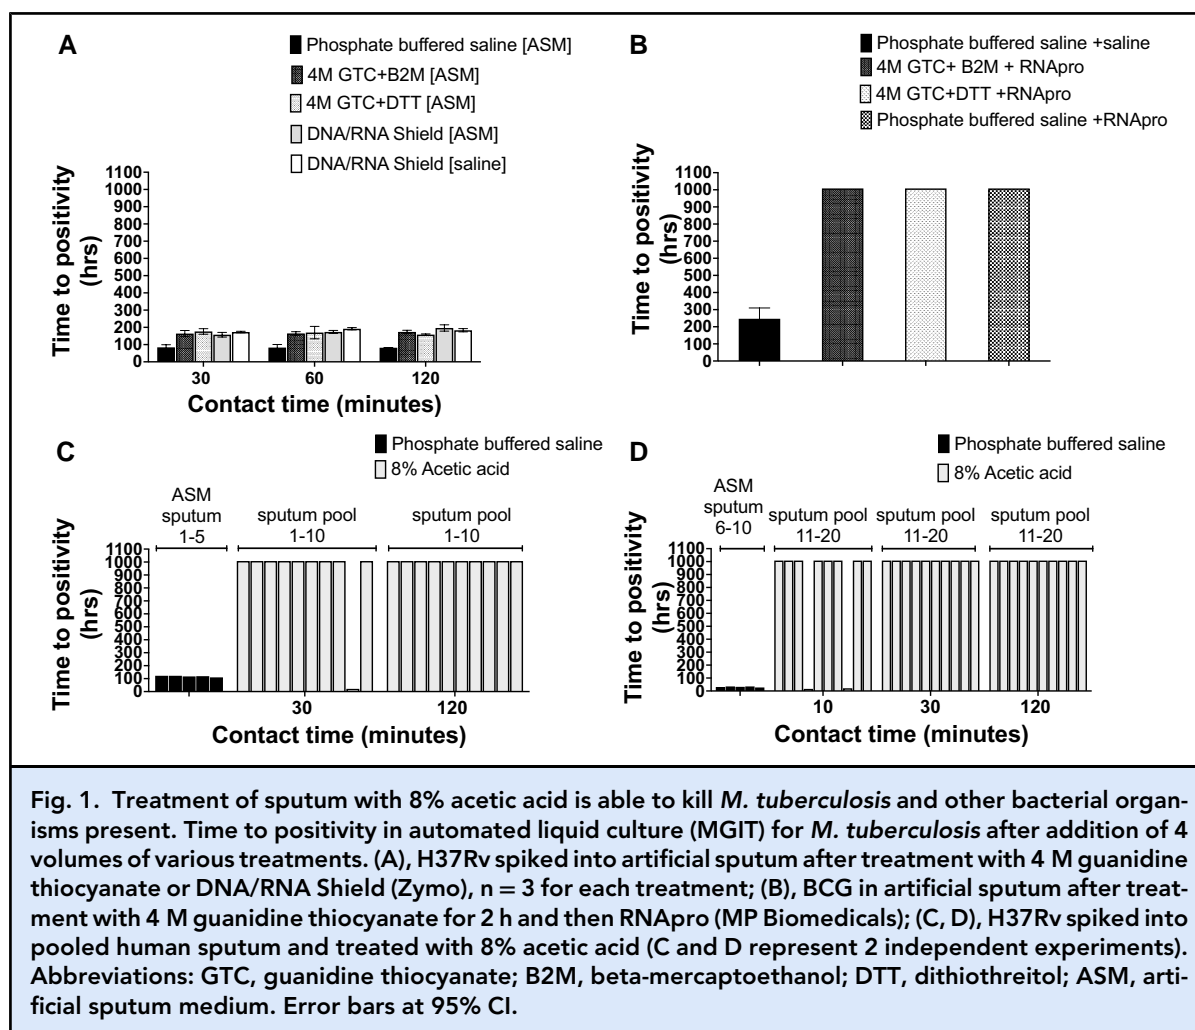 A
Phosphate buffered saline [ASM]
4M GTC+B2M [ASM]
4M GTC+DTT [ASM]
DNA/RNA Shield [ASM]
DNA/RNA Shield [saline]
Time to positivity
(hrs)
1100
1000
900
800
700
600
500
400
300
200
100
0
30 60 120
Contact time (minutes)
B
Phosphate buffered saline +saline
4M GTC+ B2M + RNApro
4M GTC+DTT +RNApro
Phosphate buffered saline +RNApro
Time to positivity
(hrs)
1100
1000
900
800
700
600
500
400
300
200
100
0
C
Phosphate buffered saline
8% Acetic acid
ASM
sputum
1-5
sputum pool
1-10
sputum pool
1-10
Time to positivity
(hrs)
1100
1000
900
800
700
600
500
400
300
200
100
0
30 120
Contact time (minutes)
D
Phosphate buffered saline
8% Acetic acid
ASM
sputum
6-10
sputum pool
11-20
sputum pool
11-20
sputum pool
11-20
Time to positivity
(hrs)
1100
1000
900
800
700
600
500
400
300
200
100
0
10 30 120
Contact time (minutes)
Fig. 1. Treatment of sputum with 8% acetic acid is able to kill M. tuberculosis and other bacterial organ-
isms present. Time to positivity in automated liquid culture (MGIT) for M. tuberculosis after addition of 4
volumes of various treatments. (A), H37Rv spiked into artificial sputum after treatment with 4 M guanidine
thiocyanate or DNA/RNA Shield (Zymo), n = 3 for each treatment; (B), BCG in artificial sputum after treat-
ment with 4 M guanidine thiocyanate for 2 h and then RNApro (MP Biomedicals); (C, D), H37Rv spiked into
pooled human sputum and treated with 8% acetic acid (C and D represent 2 independent experiments).
Abbreviations: GTC, guanidine thiocyanate; B2M, beta-mercaptoethanol; DTT, dithiothreitol; ASM, arti-
ficial sputum medium. Error bars at 95% CI.